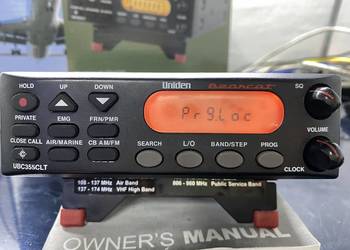 HOLD
UP
DOWN
Uniden
Bearcat
SQ
PrgLoc
PRIVATE
EMG
FRN/PMR
VOLUME
CLOSE CALL
AIR/MARINE
CB AM/FM
SEARCH
L/O
BAND/STEP
PROG
UBC355CLT
CLOCK
108 - 137 MHz Air Band
137 - 174 MHz VHF High Band
806 - 960 MHz Public Service Band
OWNER'S MANUAL